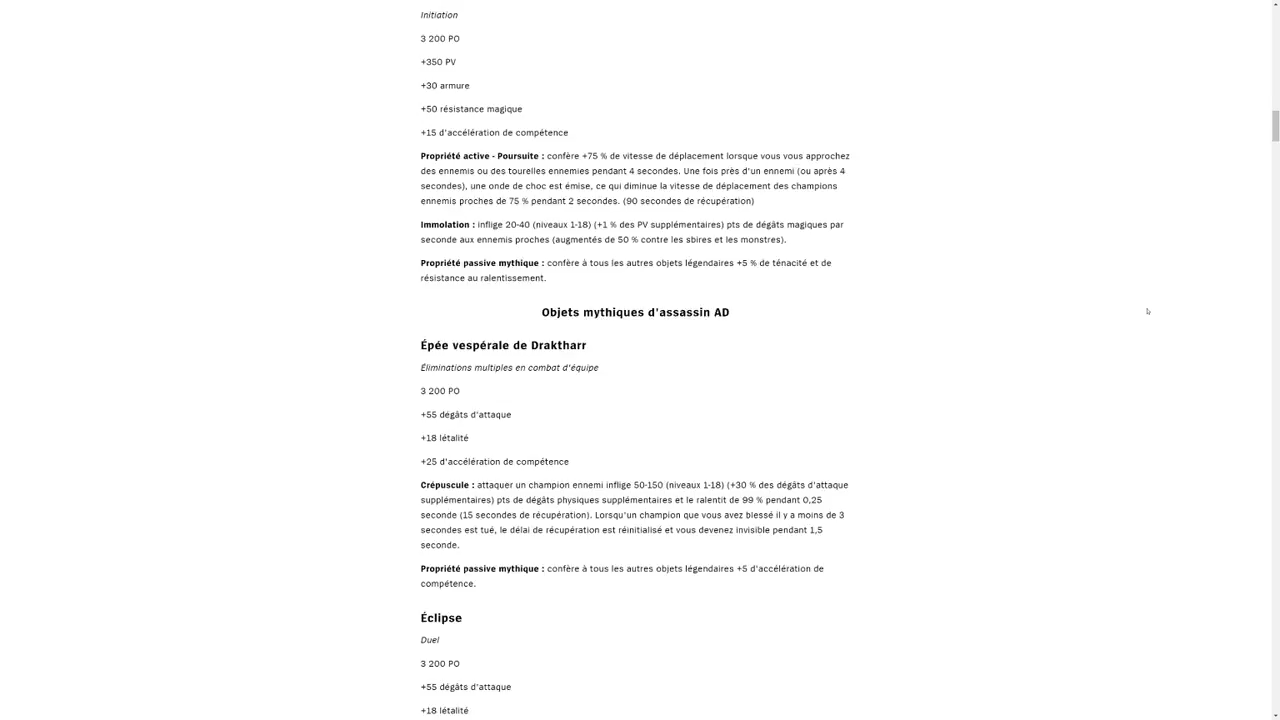 Initiation
3 200 PO
+350 PV
+30 armure
+50 résistance magique
+15 d'accélération de compétence
Propriété active - Poursuite : confère +75 % de vitesse de déplacement lorsque vous vous approchez
des ennemis ou des tourelles ennemies pendant 4 secondes. Une fois près d'un ennemi (ou après 4
secondes), une onde de choc est émise, ce qui diminue la vitesse de déplacement des champions
ennemis proches de 75 % pendant 2 secondes. (90 secondes de récupération)
Immolation : inflige 20-40 (niveaux 1-18) (+1 % des PV supplémentaires) pts de dégâts magiques par
seconde aux ennemis proches (augmentés de 50 % contre les sbires et les monstres).
Propriété passive mythique : confère à tous les autres objets légendaires +5 % de ténacité et de
résistance au ralentissement.
Objets mythiques d'assassin AD
Épée vespérale de Draktharr
Éliminations multiples en combat d'équipe
3 200 PO
+55 dégâts d'attaque
+18 létalité
+25 d'accélération de compétence
Crépuscule : attaquer un champion ennemi inflige 50-150 (niveaux 1-18) (+30 % des dégâts d'attaque
supplémentaires) pts de dégâts physiques supplémentaires et le ralentit de 99 % pendant 0,25
seconde (15 secondes de récupération). Lorsqu'un champion que vous avez blessé il y a moins de 3
secondes est tué, le délai de récupération est réinitialisé et vous devenez invisible pendant 1,5
seconde.
Propriété passive mythique : confère à tous les autres objets légendaires +5 d'accélération de
compétence.
Éclipse
Duel
3 200 PO
+55 dégâts d'attaque
+18 létalité